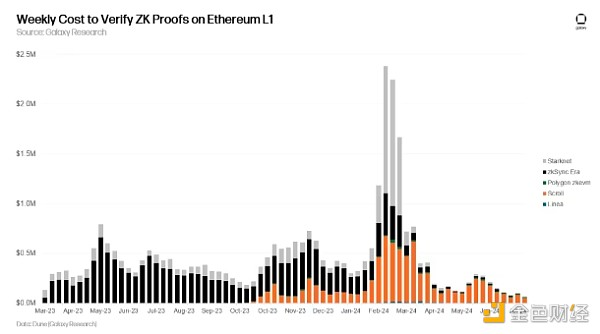 Weekly Cost to Verify ZK Proofs on Ethereum L1
Source: Galaxy Research
galaxy
$2.5M
$2.0M
$1.5M
$1.0M
$0.5M
$0.0M
Starknet
zkSync Era
Polygon zkevm
Scroll
Linea
Mar-23 Apr-23 May-23 Jun-23 Jul-23 Aug-23 Sep-23 Oct-23 Nov-23 Dec-23 Jan-24 Feb-24 Mar-24 Apr-24 May-24
Data: Dune (Galaxy Research)
金色财经